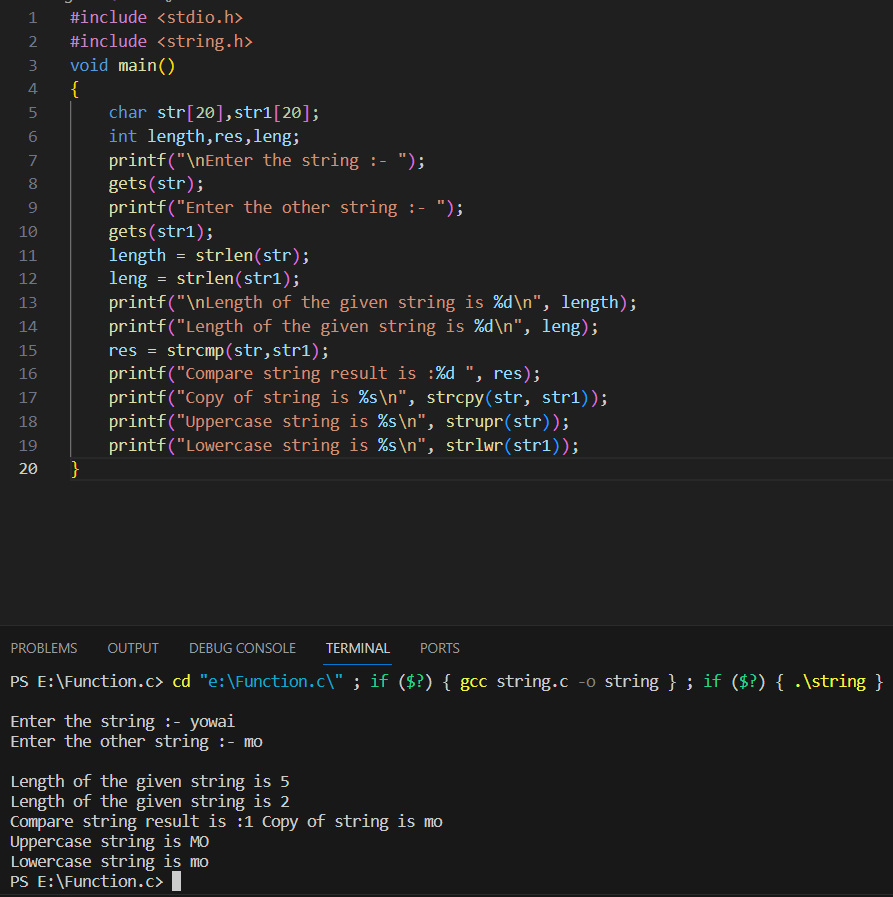 1 #include <stdio.h>
2 #include <string.h>
3 void main()
4 {
5 char str[20],str1[20];
6 int length,res,leng;
7 printf("\nEnter the string :- ");
8 gets(str);
9 printf("Enter the other string :- ");
10 gets(str1);
11 length = strlen(str);
12 leng = strlen(str1);
13 printf("\nLength of the given string is %d\n", length);
14 printf("Length of the given string is %d\n", leng);
15 res = strcmp(str,str1);
16 printf("Compare string result is :%d ", res);
17 printf("Copy of string is %s\n", strcpy(str, str1));
18 printf("Uppercase string is %s\n", strupr(str));
19 printf("Lowercase string is %s\n", strlwr(str1));
20 }
PROBLEMS OUTPUT DEBUG CONSOLE TERMINAL PORTS
PS E:\Function.c> cd "e:\Function.c\" ; if ($?) { gcc string.c -o string } ; if ($?) { .\string }
Enter the string :- yowai
Enter the other string :- mo
Length of the given string is 5
Length of the given string is 2
Compare string result is :1 Copy of string is mo
Uppercase string is MO
Lowercase string is mo
PS E:\Function.c>